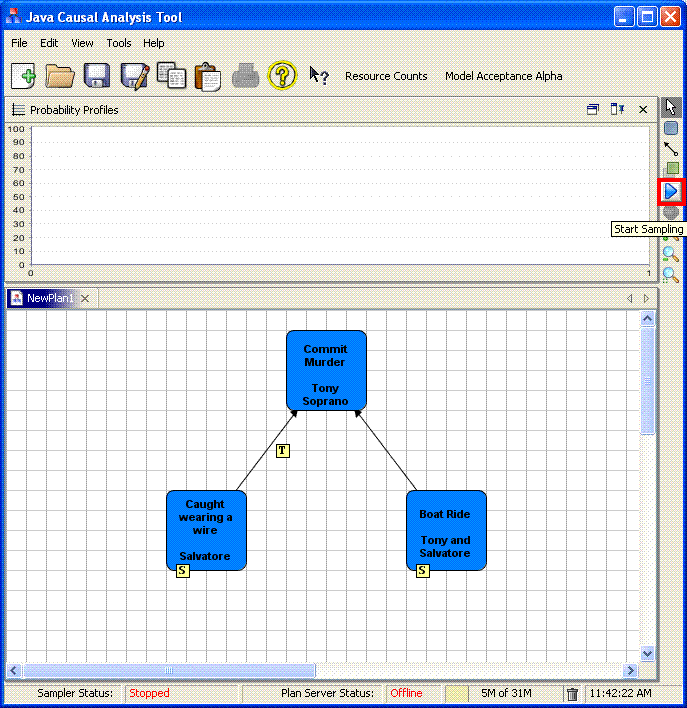 Java Causal Analysis Tool
File Edit View Tools Help
Resource Counts Model Acceptance Alpha
Probability Profiles
100
90
80
70
60
50
40
30
20
10
0
0 1
Start Sampling
NewPlan1
Commit
Murder
Tony
Soprano
T
Caught
wearing a
wire
Salvatore
S
Boat Ride
Tony and
Salvatore
S
Sampler Status: Stopped Plan Server Status: Offline 5M of 31M 11:42:22 AM